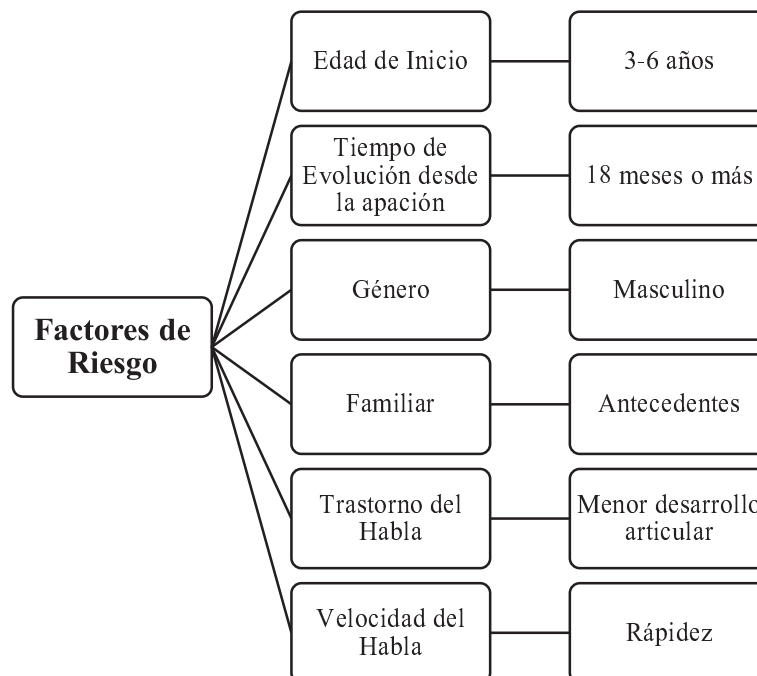 Edad de Inicio
3-6 años
Tiempo de
Evolución desde
la apación
18 meses o más
Género
Masculino
Factores de
Riesgo
Familiar
Antecedentes
Trastorno del
Habla
Menor desarrollo
articular
Velocidad del
Habla
Rápidez